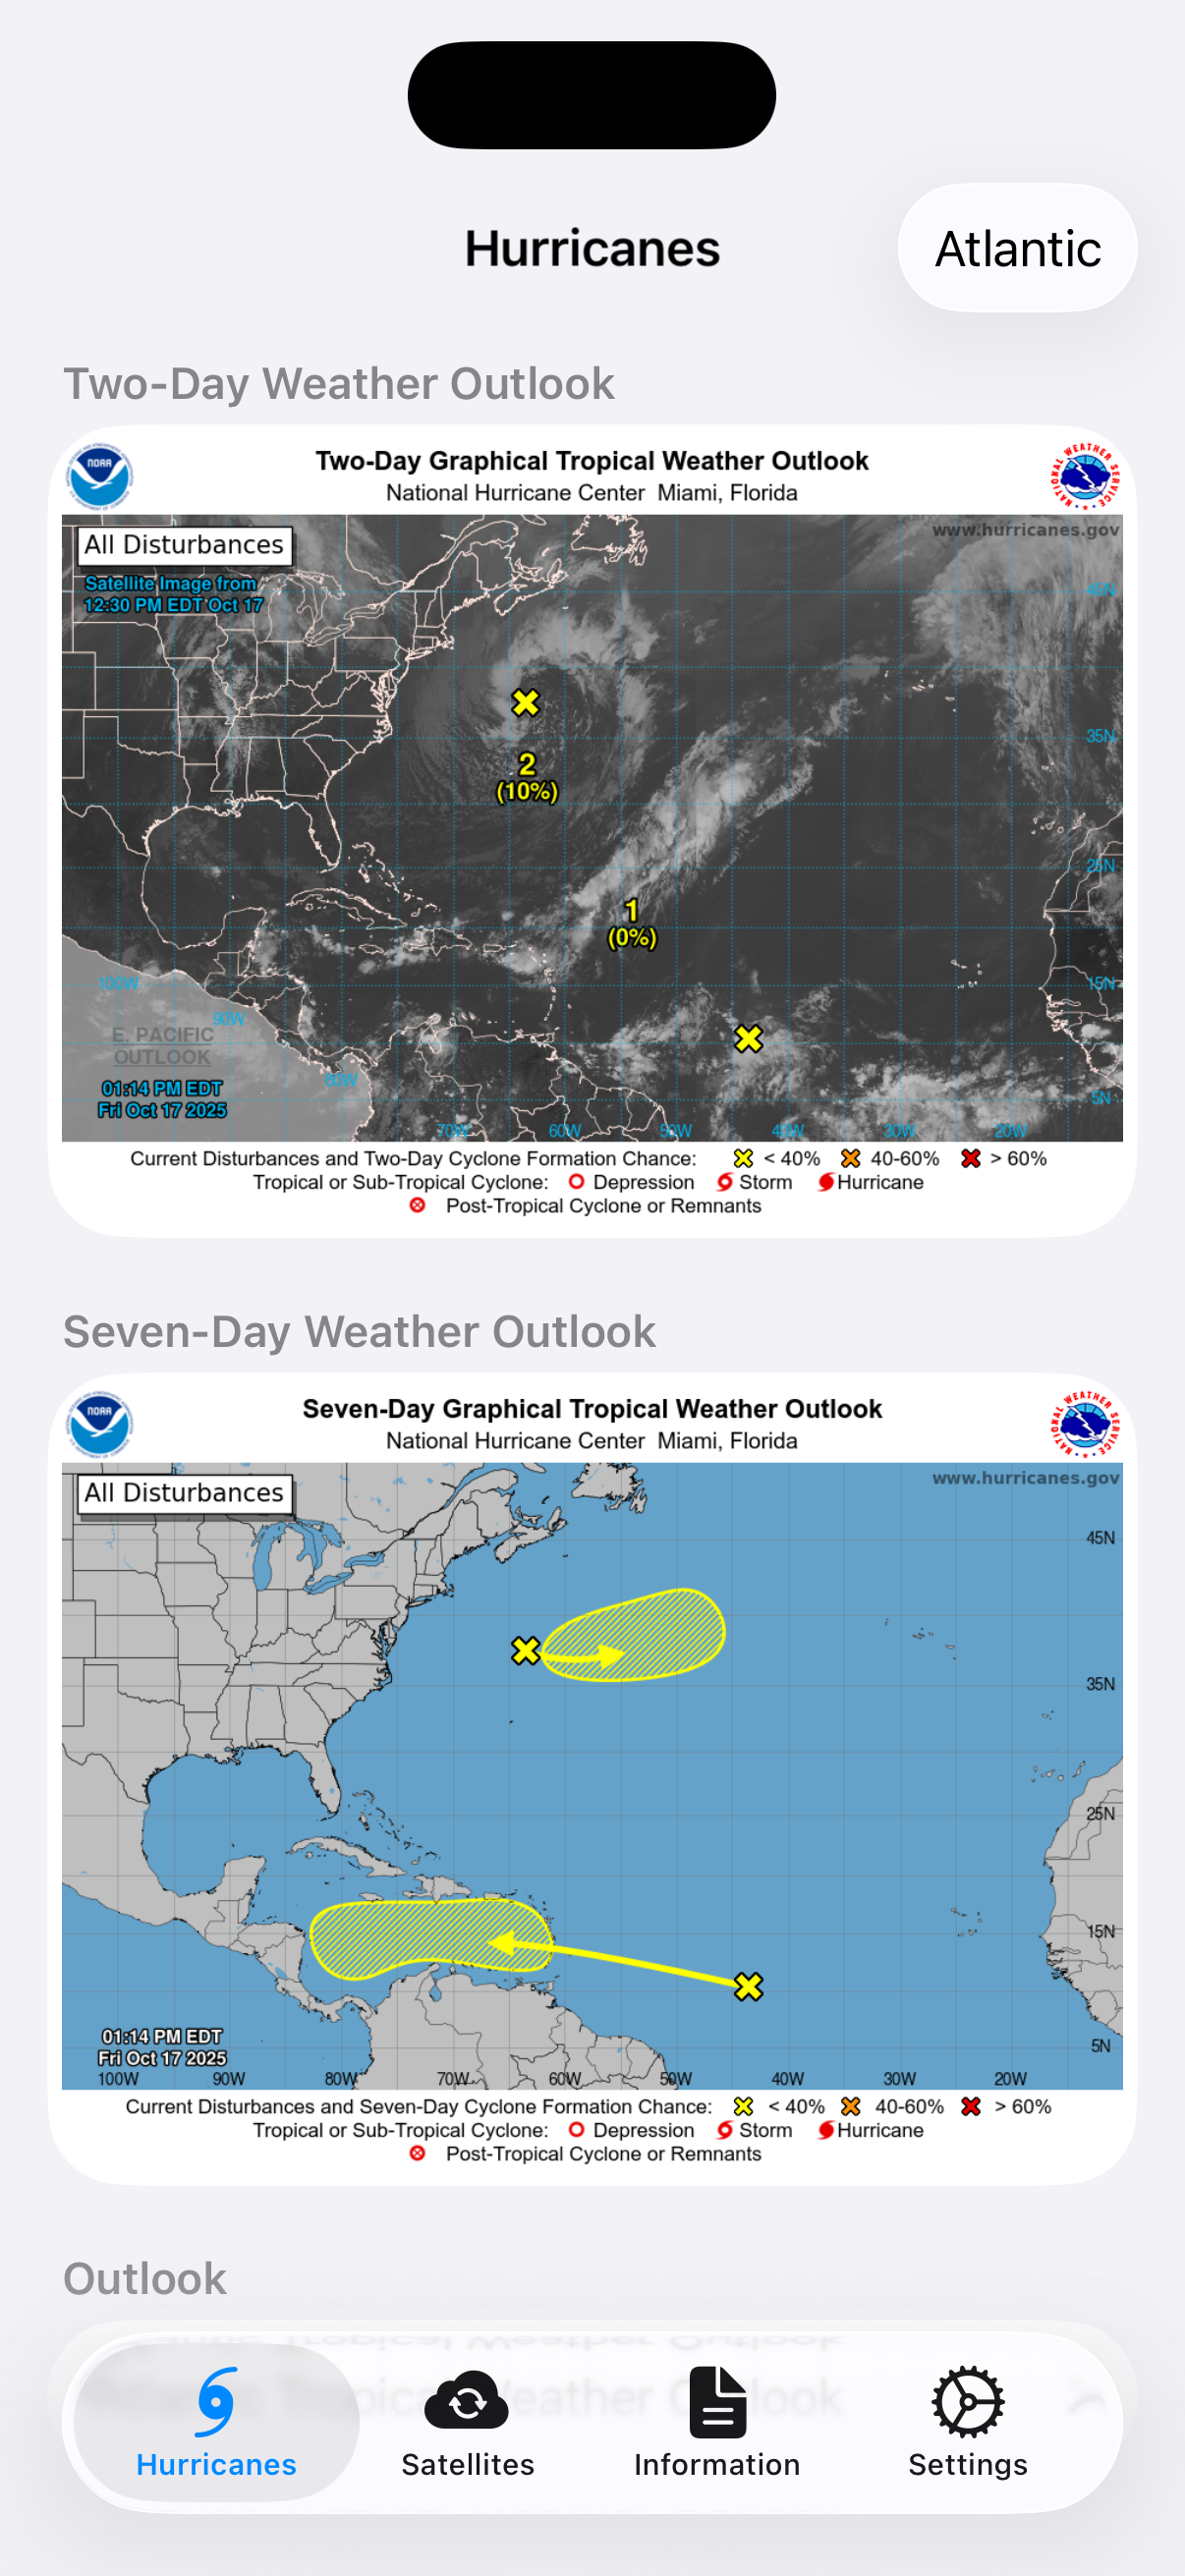 Hurricanes
Atlantic
Two-Day Weather Outlook
NOAA
Two-Day Graphical Tropical Weather Outlook
National Hurricane Center Miami, Florida
NATIONAL WEATHER SERVICE
All Disturbances
www.hurricanes.gov
Satellite Image from
12:30 PM EDT Oct 17
45N
2
(10%)
35N
25N
1
(0%)
100W
15N
90W
E. PACIFIC
OUTLOOK
80W
01:14 PM EDT
Fri Oct 17 2025
5N
70W 60W 50W 40W 30W 20W
Current Disturbances and Two-Day Cyclone Formation Chance: < 40% 40-60% > 60%
Tropical or Sub-Tropical Cyclone: Depression Storm Hurricane
Post-Tropical Cyclone or Remnants
Seven-Day Weather Outlook
NOAA
Seven-Day Graphical Tropical Weather Outlook
National Hurricane Center Miami, Florida
NATIONAL WEATHER SERVICE
All Disturbances
www.hurricanes.gov
45N
35N
25N
15N
01:14 PM EDT
Fri Oct 17 2025
5N
100W 90W 80W 70W 60W 50W 40W 30W 20W
Current Disturbances and Seven-Day Cyclone Formation Chance: < 40% 40-60% > 60%
Tropical or Sub-Tropical Cyclone: Depression Storm Hurricane
Post-Tropical Cyclone or Remnants
Outlook
Hurricanes
Satellites
Information
Settings